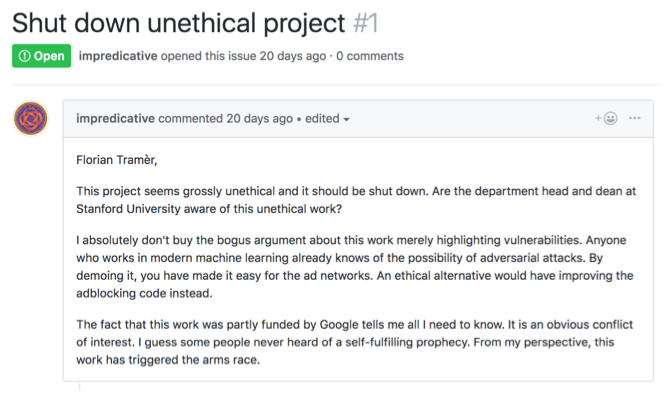 Shut down unethical project #1
Open impredicative opened this issue 20 days ago · 0 comments
impredicative commented 20 days ago • edited
Florian Tramèr,
This project seems grossly unethical and it should be shut down. Are the department head and dean at
Stanford University aware of this unethical work?
I absolutely don't buy the bogus argument about this work merely highlighting vulnerabilities. Anyone
who works in modern machine learning already knows of the possibility of adversarial attacks. By
demoing it, you have made it easy for the ad networks. An ethical alternative would have improving the
adblocking code instead.
The fact that this work was partly funded by Google tells me all I need to know. It is an obvious conflict
of interest. I guess some people never heard of a self-fulfilling prophecy. From my perspective, this
work has triggered the arms race.